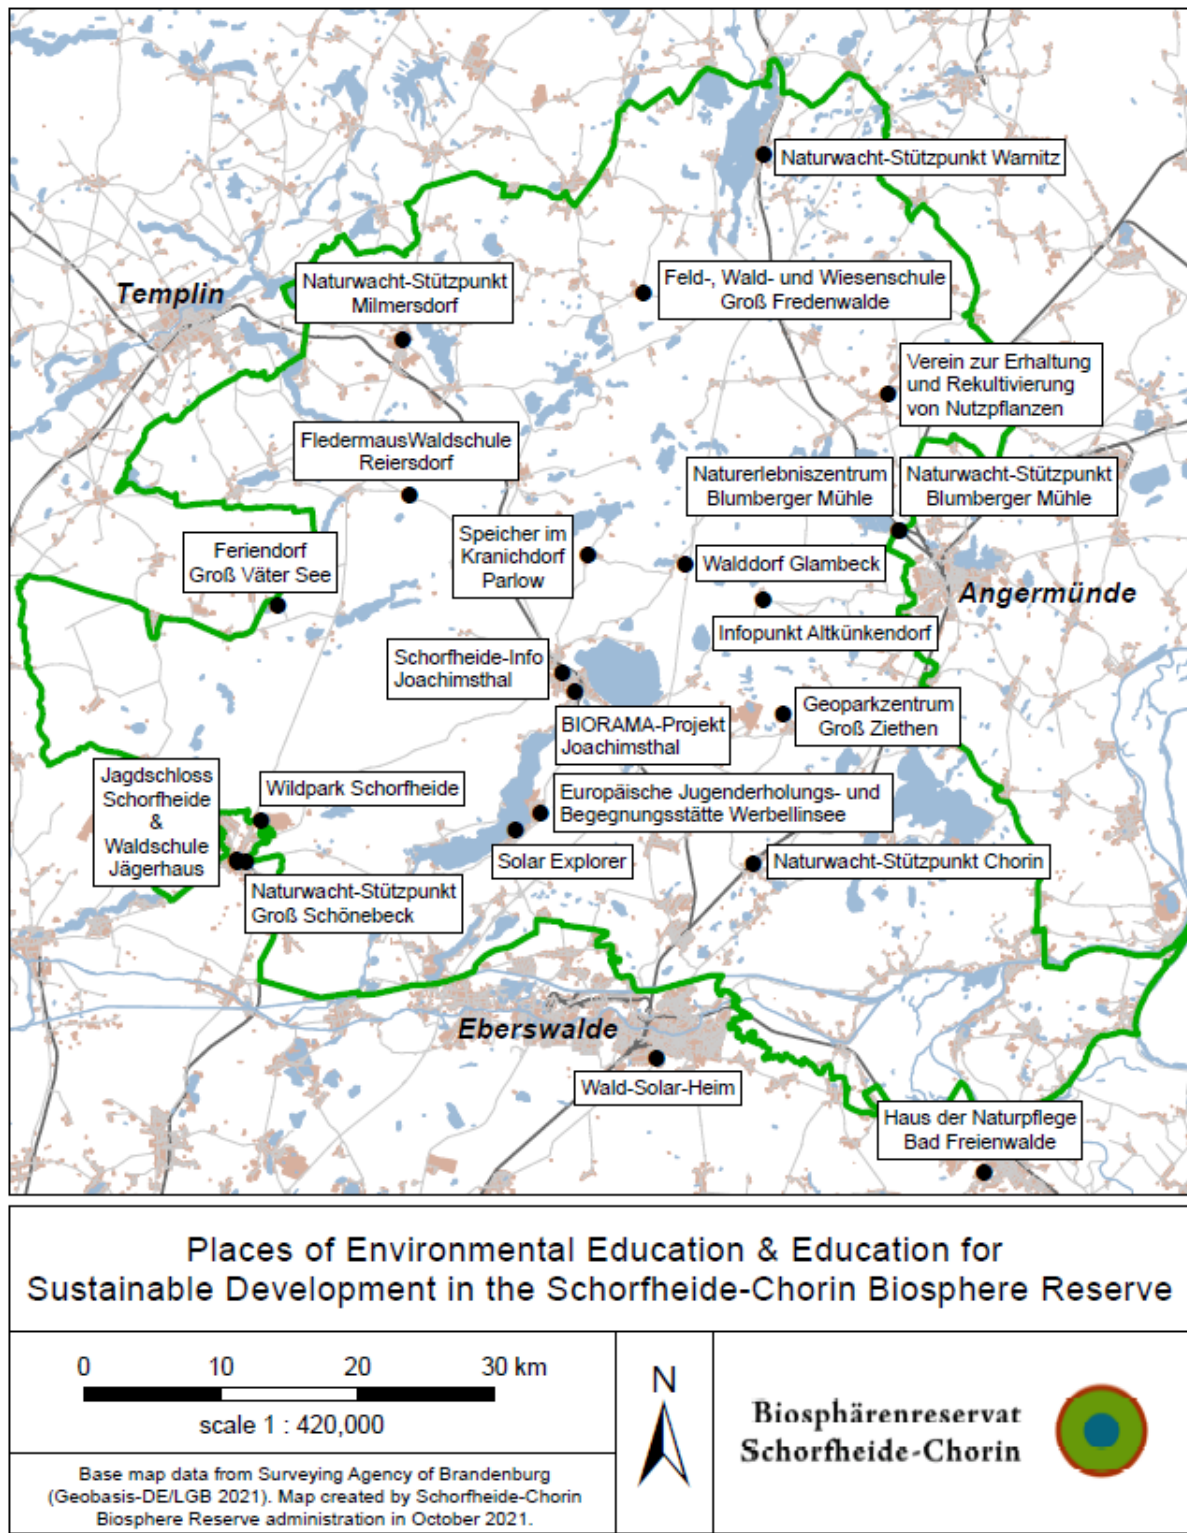 Naturwacht-Stützpunkt Warnitz
Templin
Naturwacht-Stützpunkt
Milmersdorf
Feld-, Wald- und Wiesenschule
Groß Fredenwalde
Verein zur Erhaltung
und Rekultivierung
von Nutzpflanzen
FledermausWaldschule
Reiersdorf
Naturerlebniszentrum
Blumberger Mühle
Naturwacht-Stützpunkt
Blumberger Mühle
Feriendorf
Groß Väter See
Speicher im
Kranichdorf
Parlow
Walddorf Glambeck
Angermünde
Infopunkt Altkünkendorf
Schorfheide-Info
Joachimsthal
BIORAMA-Projekt
Joachimsthal
Geoparkzentrum
Groß Ziethen
Jagdschloss
Schorfheide
&
Waldschule
Jägerhaus
Wildpark Schorfheide
Europäische Jugenderholungs- und
Begegnungsstätte Werbellinsee
Solar Explorer
Naturwacht-Stützpunkt Chorin
Naturwacht-Stützpunkt
Groß Schönebeck
Eberswalde
Wald-Solar-Heim
Haus der Naturpflege
Bad Freienwalde
Places of Environmental Education & Education for
Sustainable Development in the Schorfheide-Chorin Biosphere Reserve
0 10 20 30 km
scale 1 : 420,000
N
Biosphärenreservat
Schorfheide-Chorin
Base map data from Surveying Agency of Brandenburg
(Geobasis-DE/LGB 2021). Map created by Schorfheide-Chorin
Biosphere Reserve administration in October 2021.